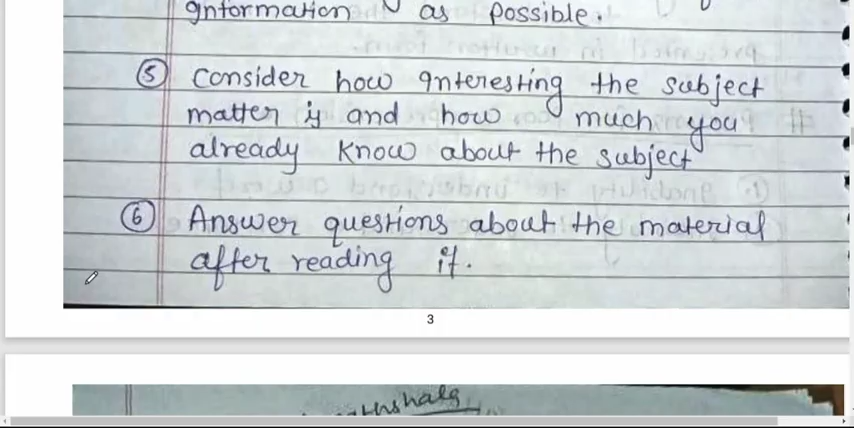 Information as possible.
⑤ Consider how Interesting the subject
matter is and how much you
already know about the subject
⑥ Answer questions about the material
after reading it.
3